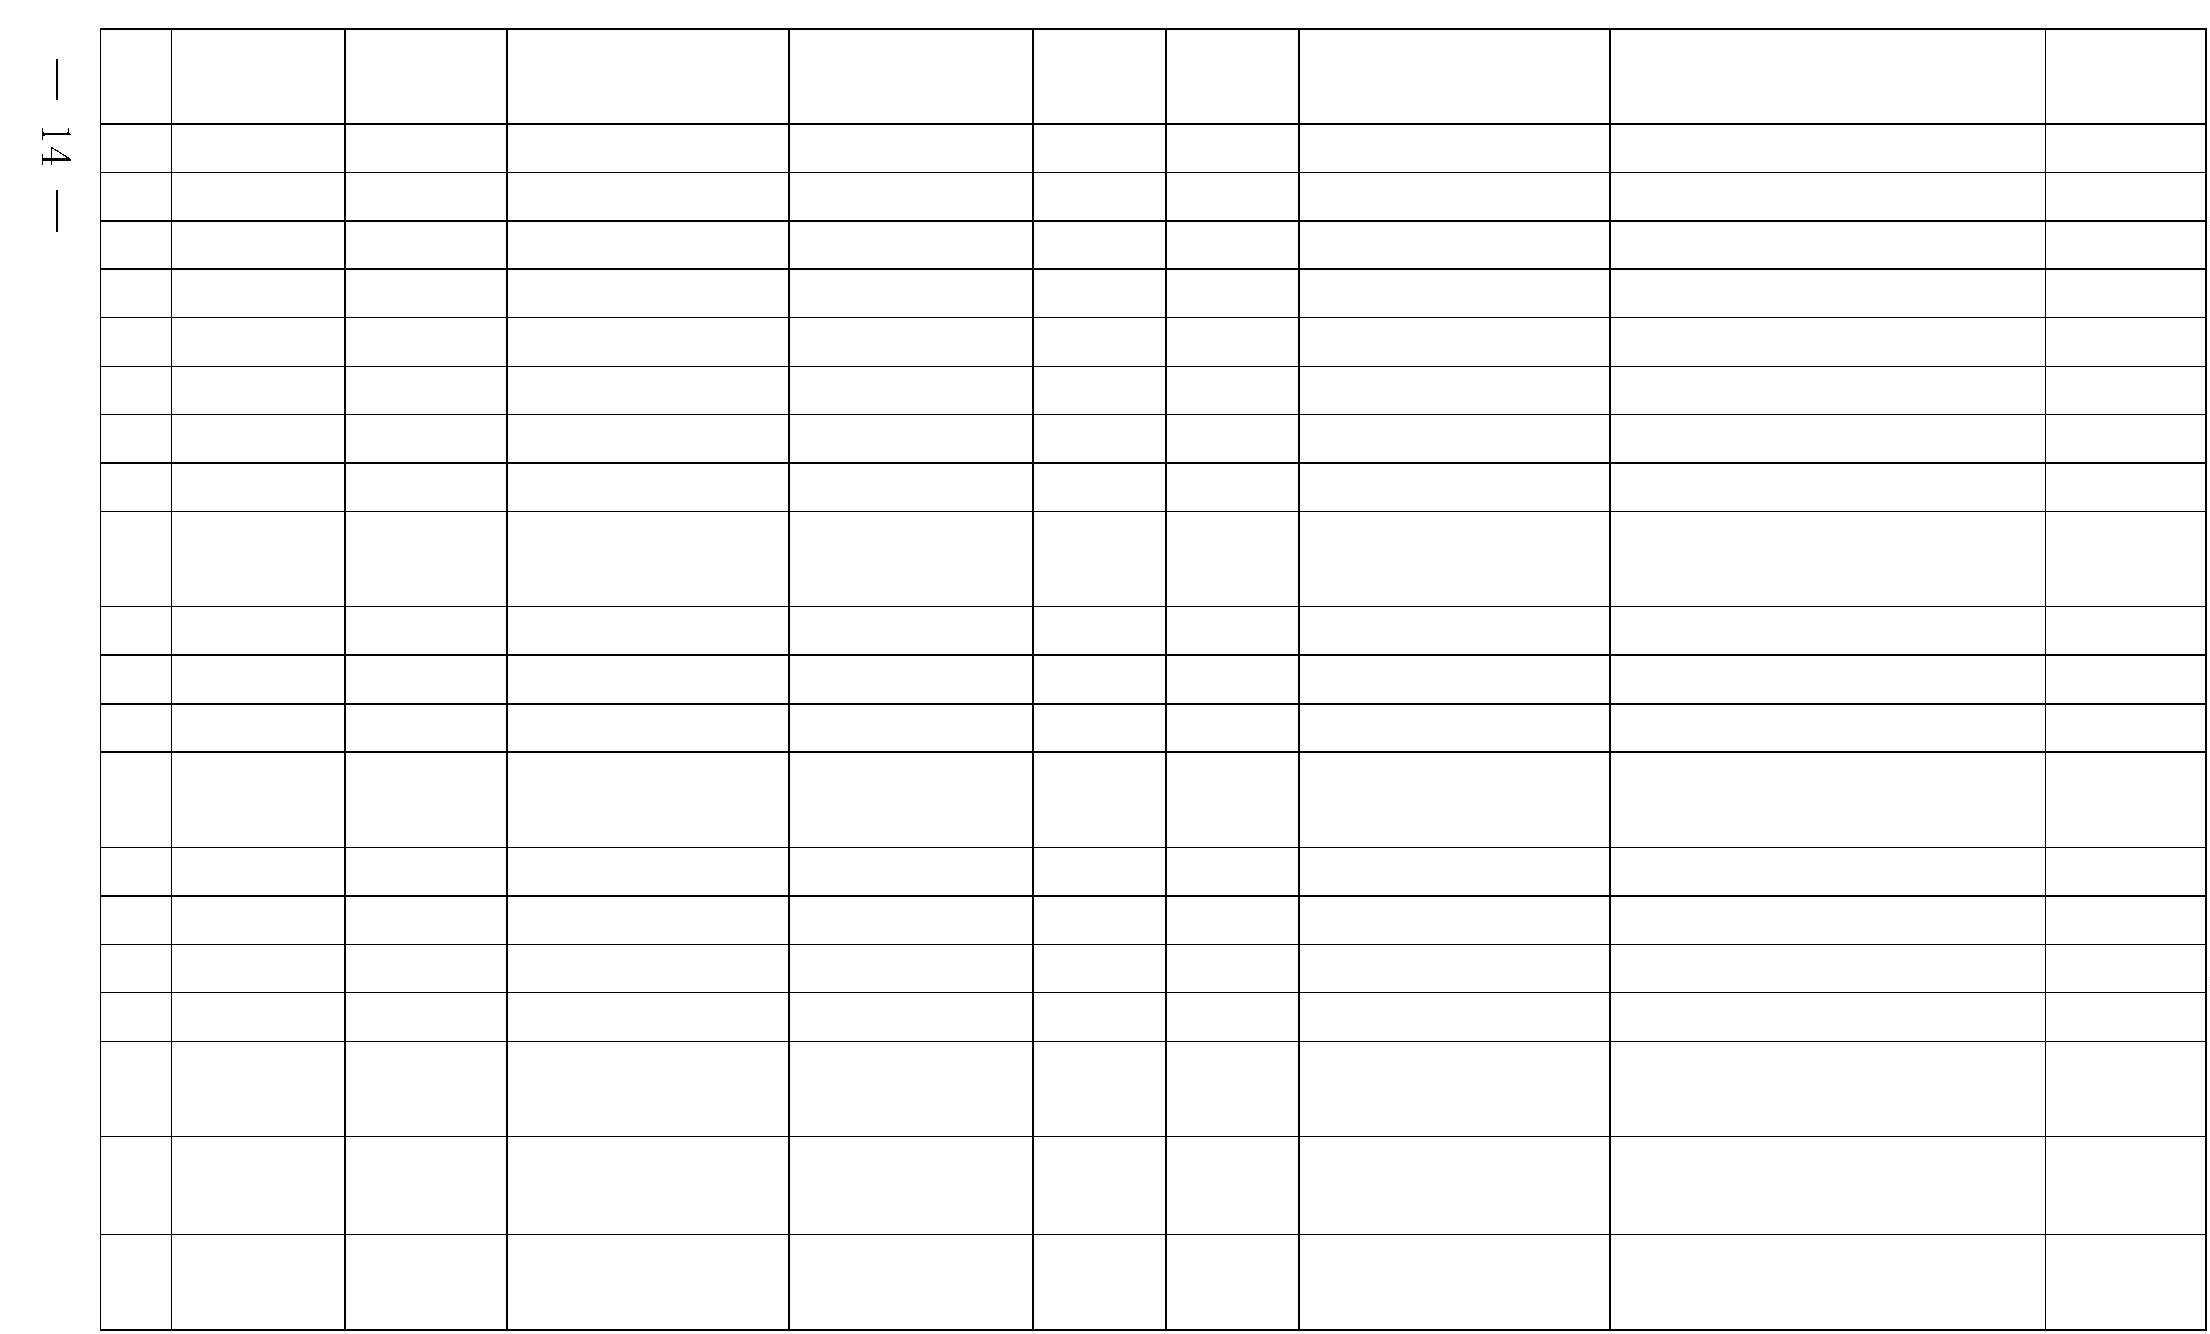 — 14 —